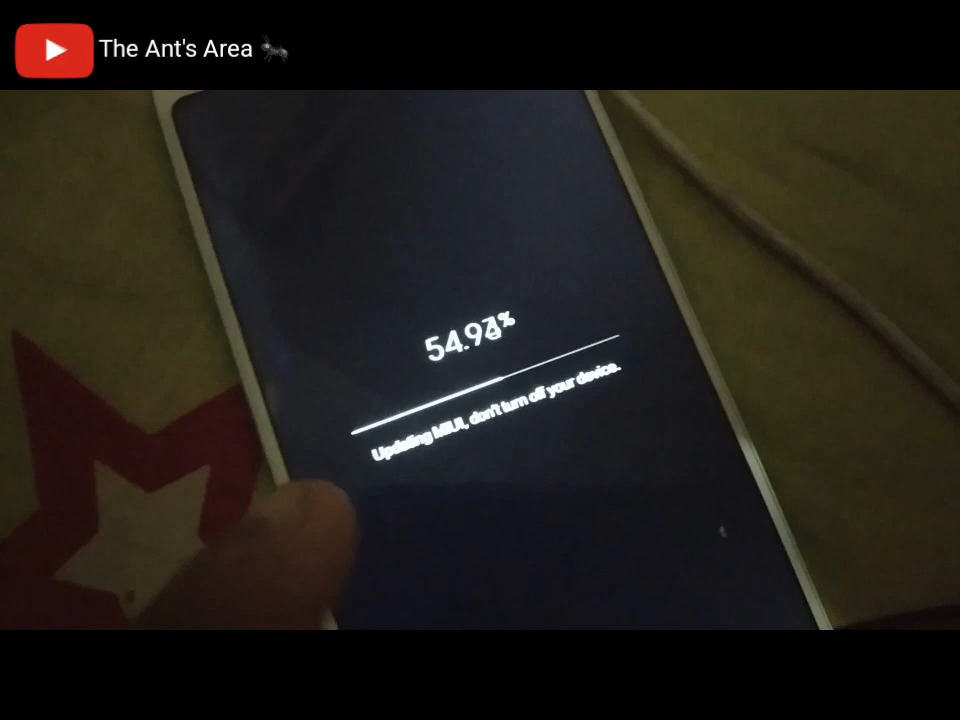 The Ant's Area 🐜
Updating MIUI, don't turn off your device.